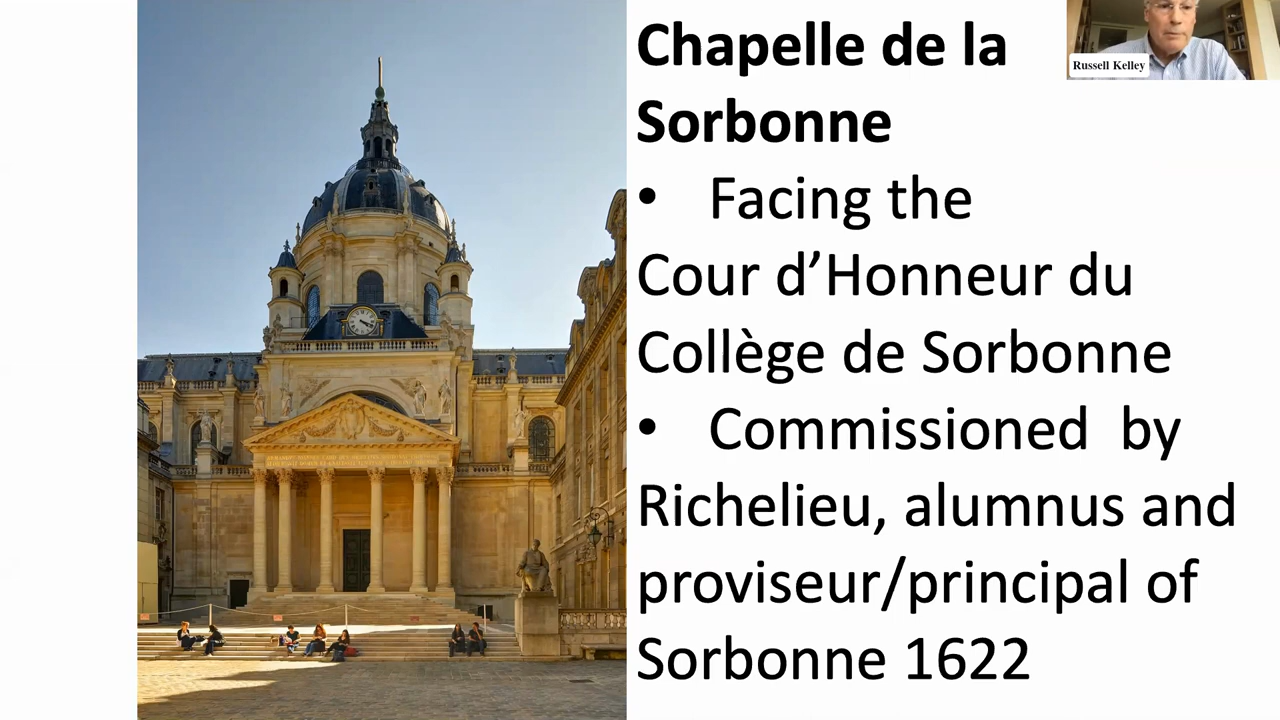 Chapelle de la
Sorbonne
• Facing the
Cour d’Honneur du
Collège de Sorbonne
• Commissioned by
Richelieu, alumnus and
proviseur/principal of
Sorbonne 1622
Russell Kelley